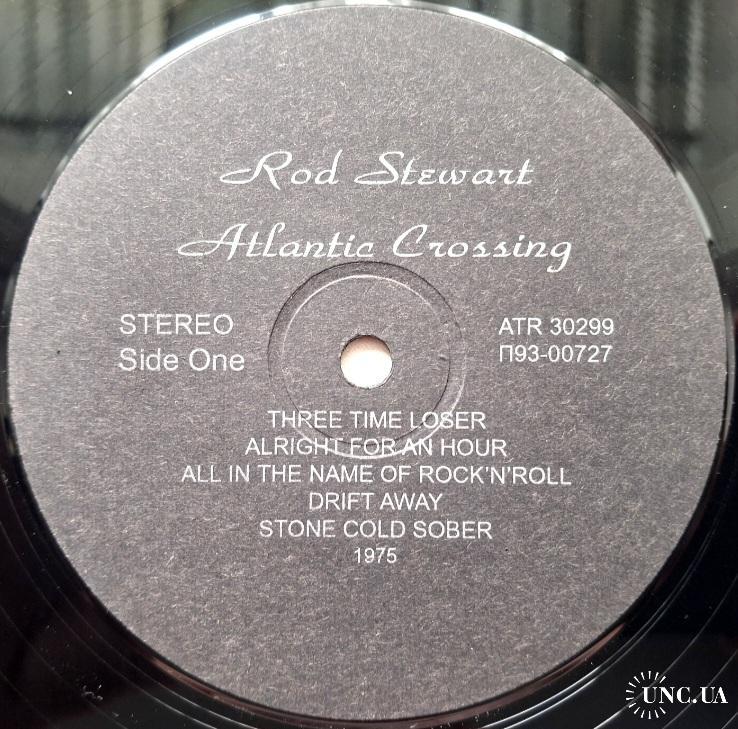 Rod Stewart
Atlantic Crossing
STEREO
Side One
ATR 30299
П93-00727
THREE TIME LOSER
ALRIGHT FOR AN HOUR
ALL IN THE NAME OF ROCK'N'ROLL
DRIFT AWAY
STONE COLD SOBER
1975
UNC.UA